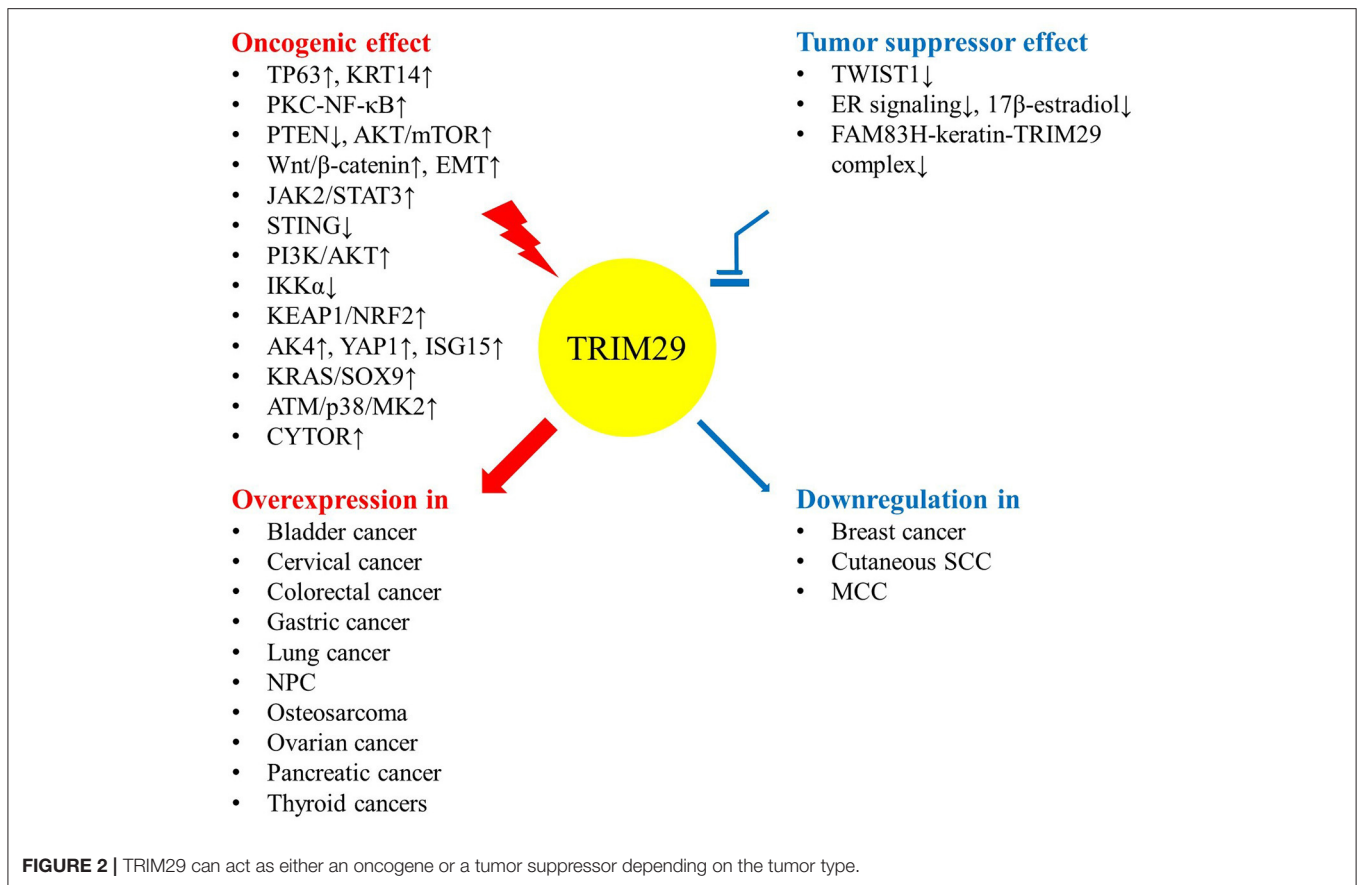 Oncogenic effect
• TP63↑, KRT14↑
• PKC-NF-κB↑
• PTEN↓, AKT/mTOR↑
• Wnt/β-catenin↑, EMT↑
• JAK2/STAT3↑
• STING↓
• PI3K/AKT↑
• IKKα↓
• KEAP1/NRF2↑
• AK4↑, YAP1↑, ISG15↑
• KRAS/SOX9↑
• ATM/p38/MK2↑
• CYTOR↑
Tumor suppressor effect
• TWIST1↓
• ER signaling↓, 17β-estradiol↓
• FAM83H-keratin-TRIM29
complex↓
TRIM29
Overexpression in
• Bladder cancer
• Cervical cancer
• Colorectal cancer
• Gastric cancer
• Lung cancer
• NPC
• Osteosarcoma
• Ovarian cancer
• Pancreatic cancer
• Thyroid cancers
Downregulation in
• Breast cancer
• Cutaneous SCC
• MCC
FIGURE 2 | TRIM29 can act as either an oncogene or a tumor suppressor depending on the tumor type.